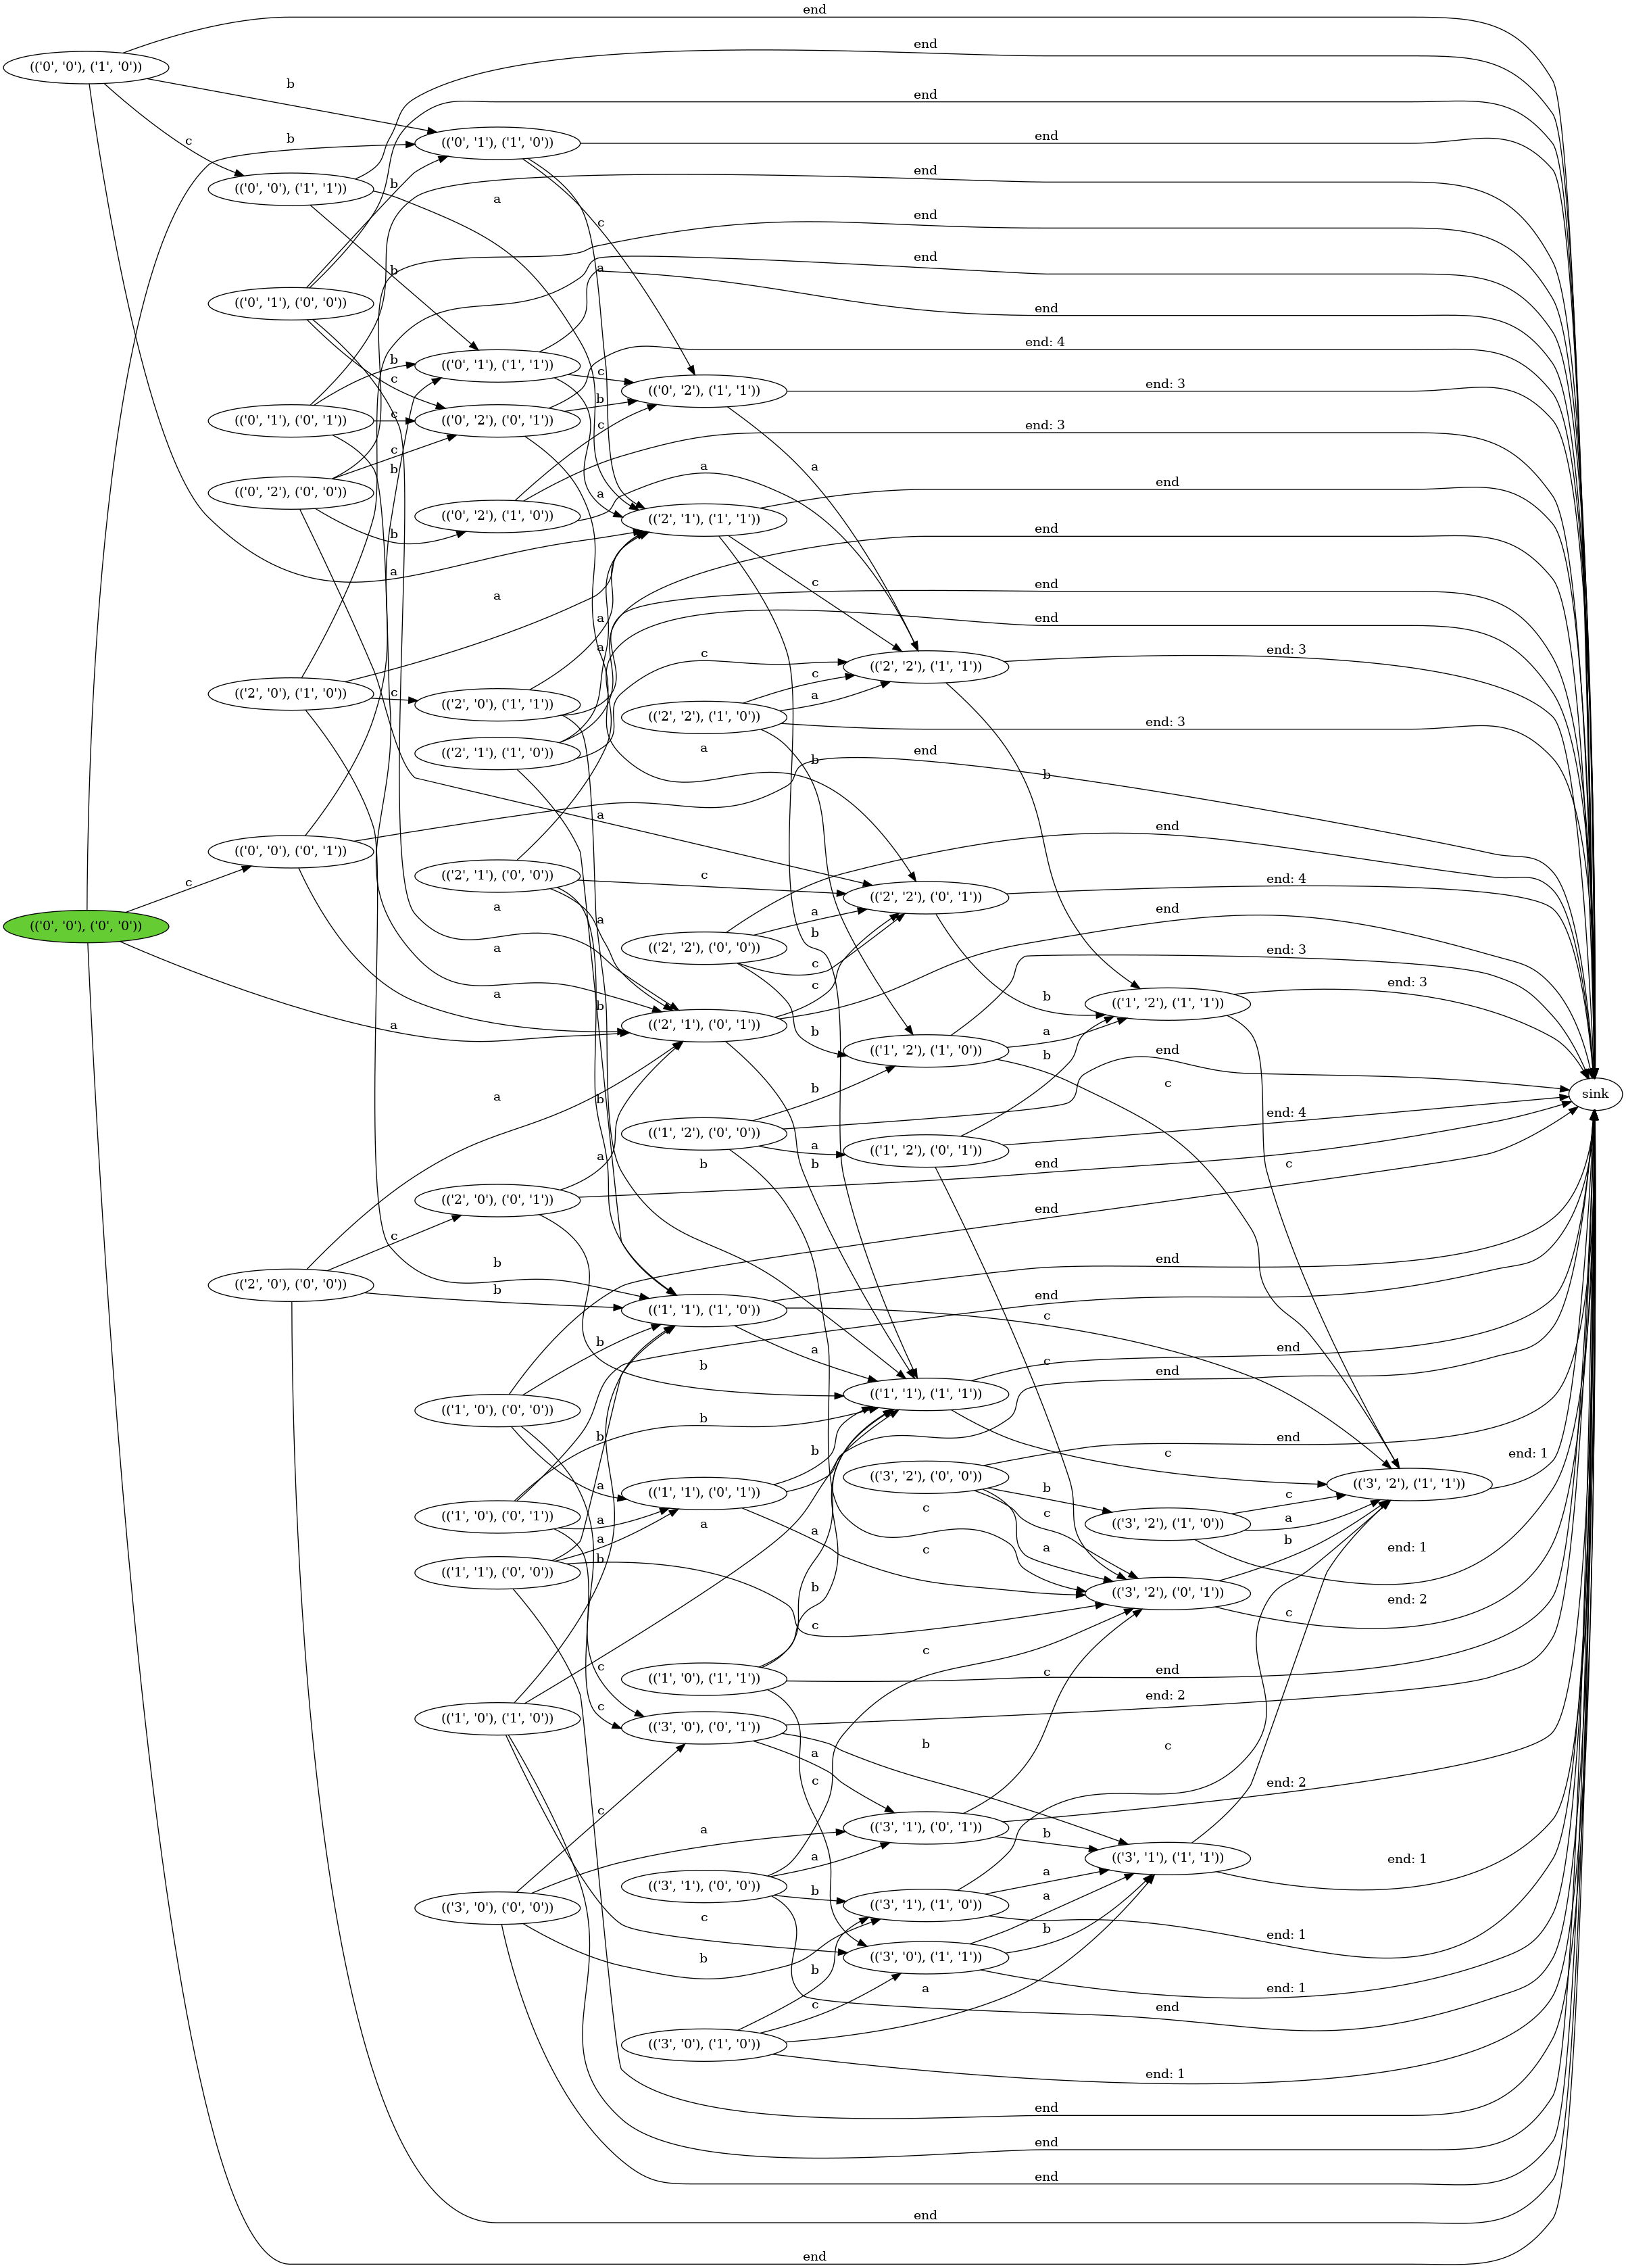 end
(('0', '0'), ('1', '0'))
end
b
end
b
(('0', '1'), ('1', '0'))
end
c
end
(('0', '0'), ('1', '1'))
b
a
end
c
end
a
b
(('0', '1'), ('0', '0'))
end
end: 4
b
(('0', '1'), ('1', '1'))
c
c
end: 3
(('0', '2'), ('1', '1'))
b
c
(('0', '1'), ('0', '1'))
(('0', '2'), ('0', '1'))
c
end: 3
c
b
a
a
end
(('0', '2'), ('0', '0'))
a
(('0', '2'), ('1', '0'))
(('2', '1'), ('1', '1'))
end
b
a
c
end
a
a
end
a
end: 3
c
(('2', '2'), ('1', '1'))
c
(('2', '0'), ('1', '0'))
c
a
(('2', '0'), ('1', '1'))
(('2', '2'), ('1', '0'))
end: 3
a
end
(('2', '1'), ('1', '0'))
b
b
a
end
(('0', '0'), ('0', '1'))
c
(('2', '1'), ('0', '0'))
c
end: 4
(('2', '2'), ('0', '1'))
a
a
end
a
(('0', '0'), ('0', '0'))
b
a
(('2', '2'), ('0', '0'))
end: 3
c
end: 3
c
a
b
b
(('1', '2'), ('1', '1'))
a
(('2', '1'), ('0', '1'))
b
a
(('1', '2'), ('1', '0'))
end
b
c
b
sink
a
b
end: 4
(('1', '2'), ('0', '0'))
a
(('1', '2'), ('0', '1'))
a
b
b
end
c
(('2', '0'), ('0', '1'))
end
c
b
end
(('2', '0'), ('0', '0'))
b
end
(('1', '1'), ('1', '0'))
c
b
a
end
b
c
end
(('1', '1'), ('1', '1'))
(('1', '0'), ('0', '0'))
b
b
end
b
c
end: 1
(('3', '2'), ('0', '0'))
(('3', '2'), ('1', '1'))
a
b
c
(('1', '1'), ('0', '1'))
c
c
(('1', '0'), ('0', '1'))
a
a
(('3', '2'), ('1', '0'))
a
a
b
a
c
a
end: 1
b
(('1', '1'), ('0', '0'))
b
(('3', '2'), ('0', '1'))
end: 2
c
c
c
c
c
end
(('1', '0'), ('1', '1'))
end: 2
c
(('1', '0'), ('1', '0'))
(('3', '0'), ('0', '1'))
b
c
a
c
end: 2
c
a
(('3', '1'), ('0', '1'))
b
a
(('3', '1'), ('1', '1'))
end: 1
a
(('3', '1'), ('0', '0'))
b
a
(('3', '0'), ('0', '0'))
(('3', '1'), ('1', '0'))
c
b
end: 1
b
(('3', '0'), ('1', '1'))
b
a
end: 1
c
end
(('3', '0'), ('1', '0'))
end: 1
end
end
end
end
end